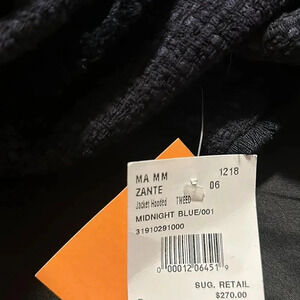 MA MM 1218
ZANTE 06
Jacket Hooded TWEED
MIDNIGHT BLUE/001
31910291000
0 00012 06451 9
SUG. RETAIL
$270.00